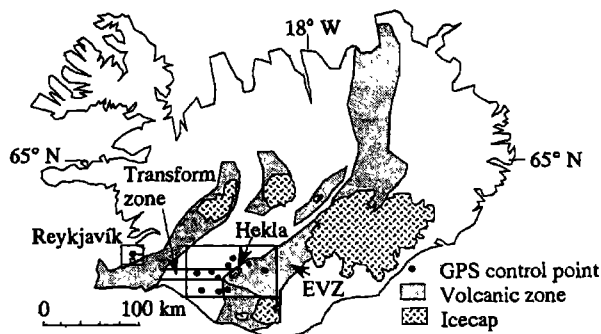 18° W
65° N
65° N
Transform
zone
Hekla
Reykjavík
EVZ
GPS control point
Volcanic zone
Icecap
0 100 km